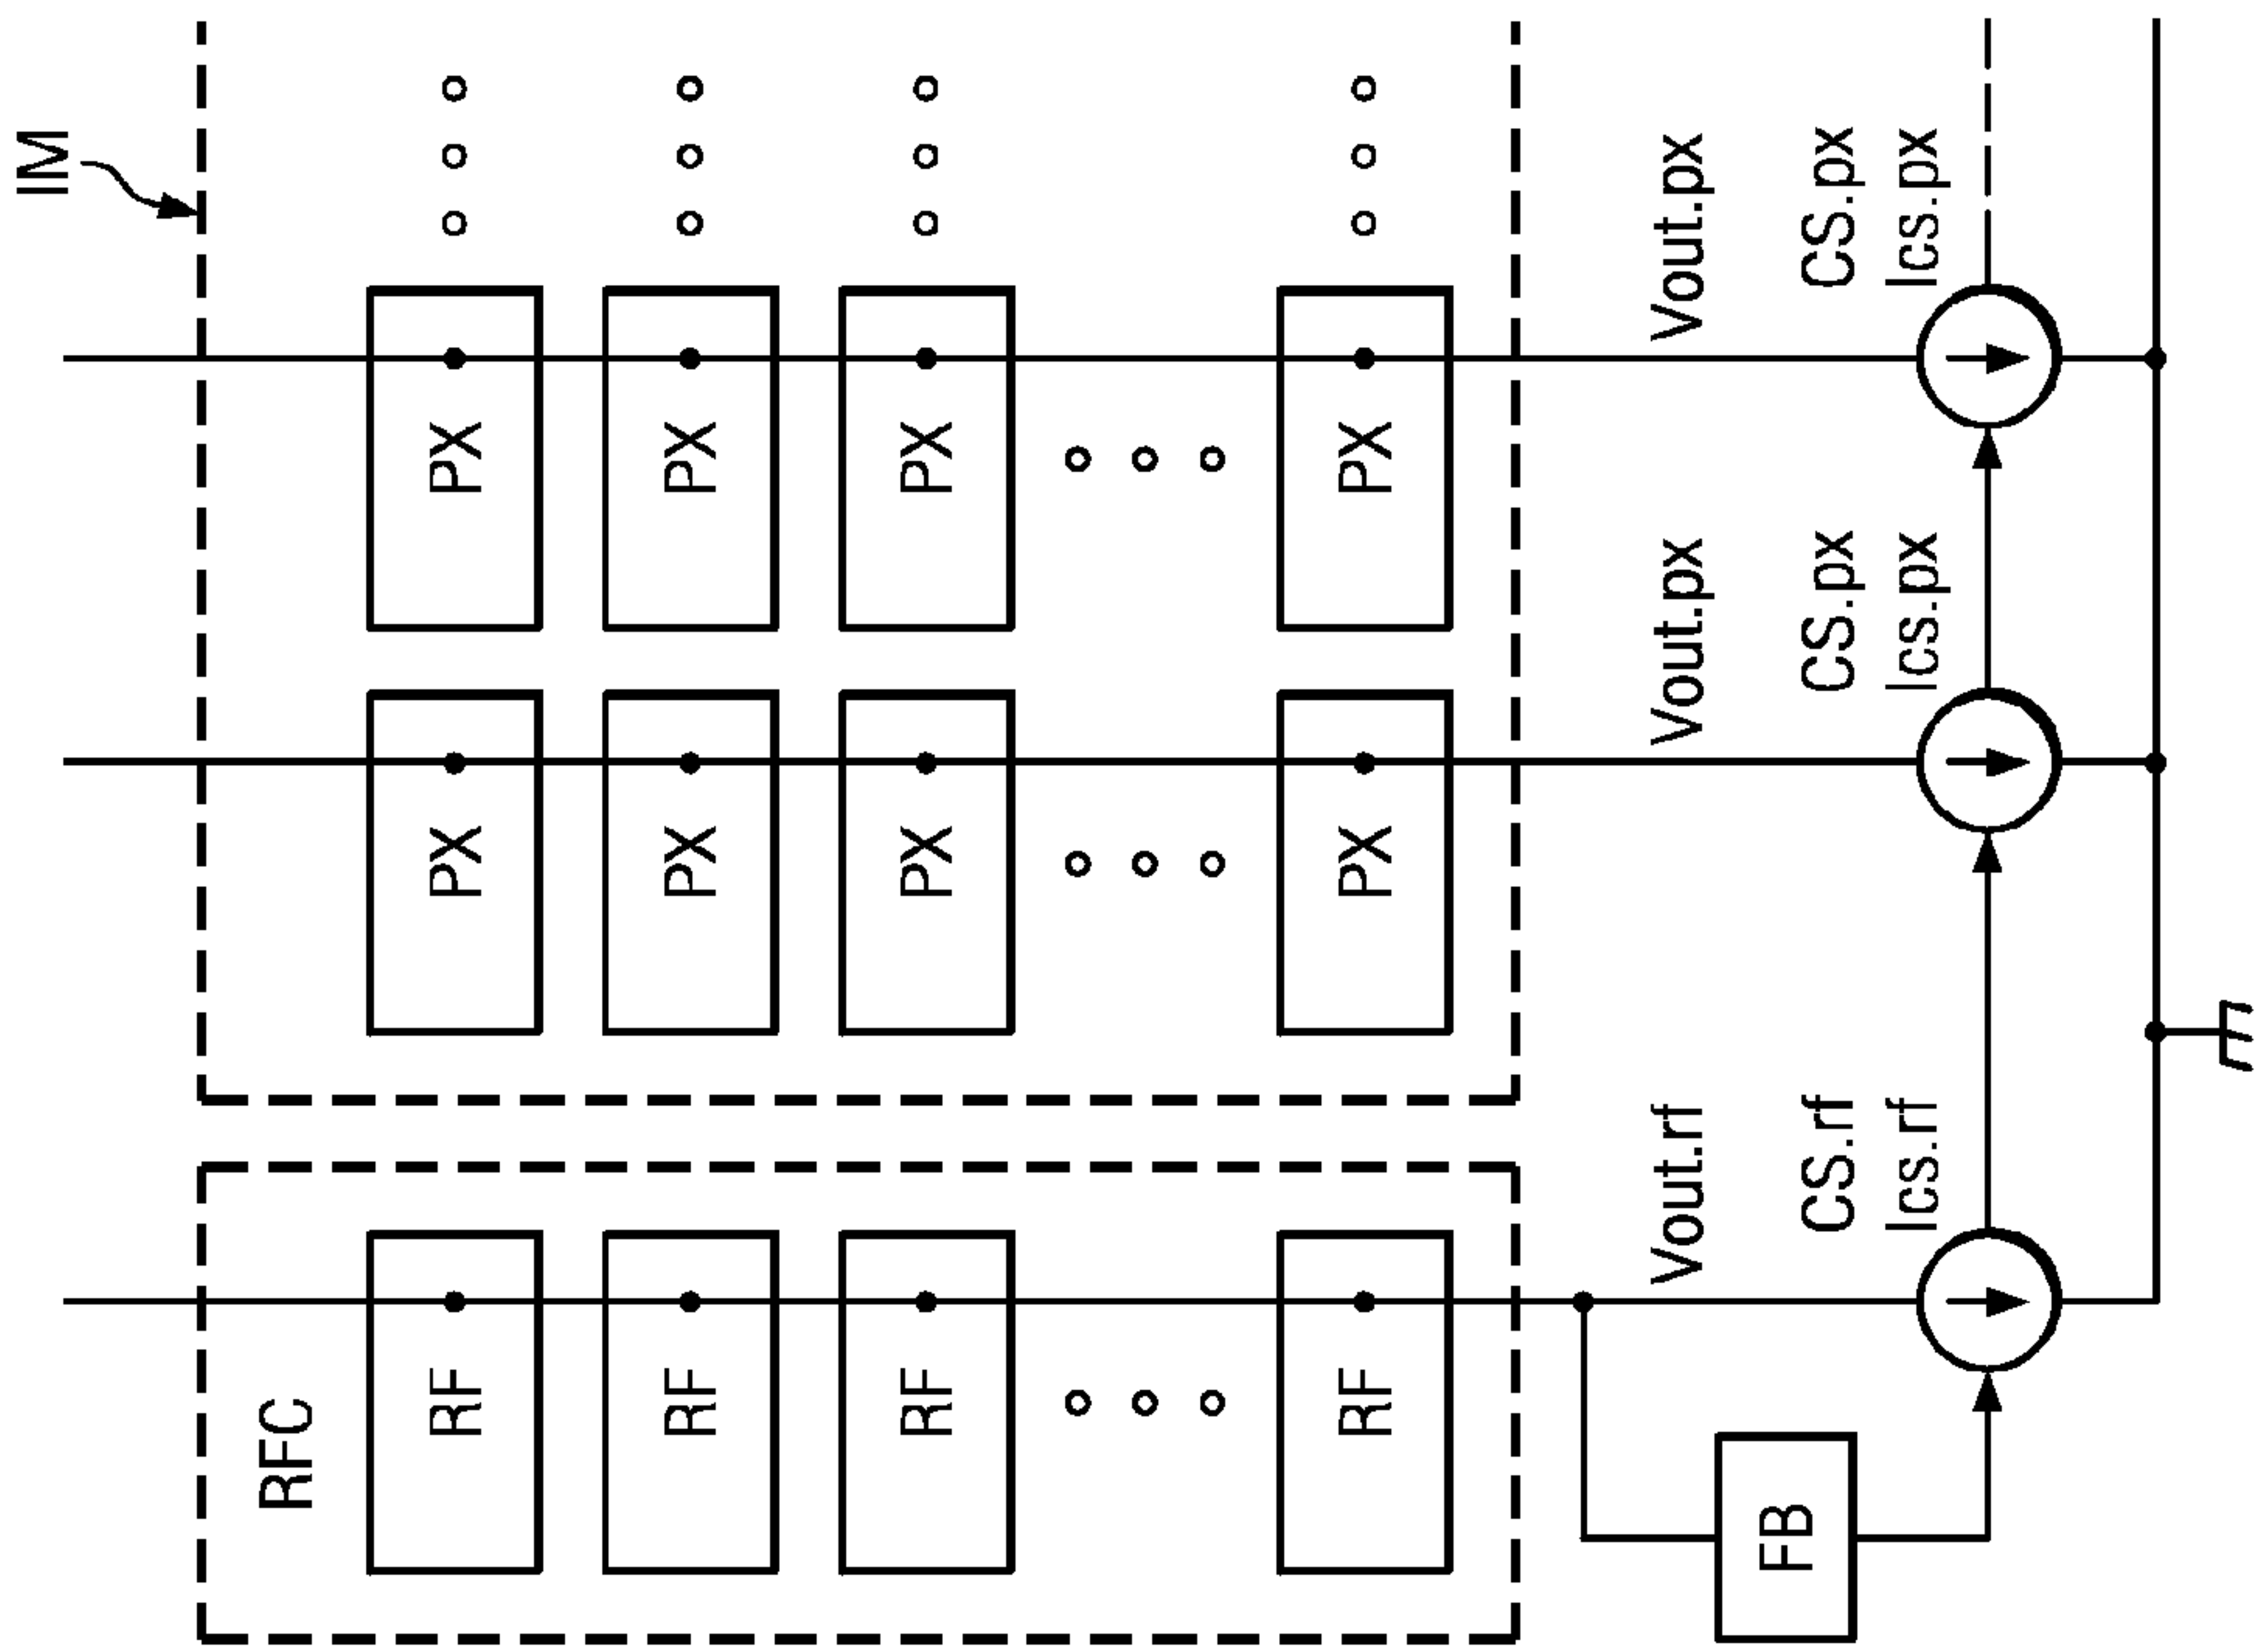 IM
RFC
RF PX PX
RF PX PX
RF PX PX
RF PX PX
Vout.rf Vout.px Vout.px
FB
CS.rf CS.px CS.px
Ics.rf Ics.px Ics.px